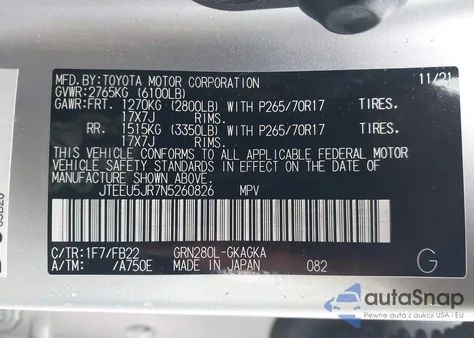 MFD.BY:TOYOTA MOTOR CORPORATION 11/21
GVWR:2765KG (6100LB)
GAWR:FRT. 1270KG (2800LB) WITH P265/70R17 TIRES.
17X7J RIMS.
RR. 1515KG (3350LB) WITH P265/70R17 TIRES.
17X7J RIMS.
THIS VEHICLE CONFORMS TO ALL APPLICABLE FEDERAL MOTOR
VEHICLE SAFETY STANDARDS IN EFFECT ON THE DATE OF
MANUFACTURE SHOWN ABOVE.
JTEEU5JR7N5260826 MPV
C/TR:1F7/FB22 GRN280L-GKAGKA
A/TM: /A750E MADE IN JAPAN 082 G
autoSnap
Pewne auta z USA i EU